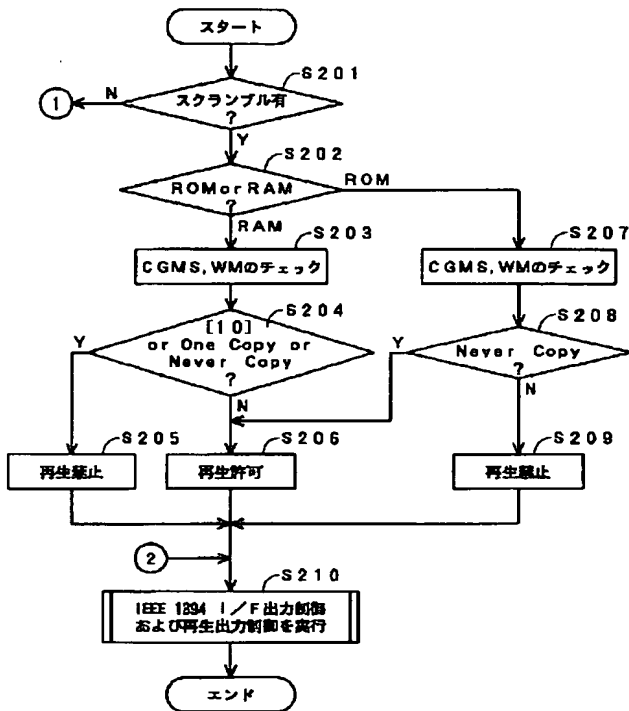 スタート
S201
スクランブル有
?
N
1
Y
S202
ROMorRAM
?
ROM
RAM
S203
CGMS,WMのチェック
S207
CGMS,WMのチェック
S204
[10]
or One Copy or
Never Copy
?
Y
N
S208
Never Copy
?
Y
N
S205
再生禁止
S206
再生許可
S209
再生禁止
2
S210
IEEE 1394 I/F出力制御
および再生出力制御を実行
エンド